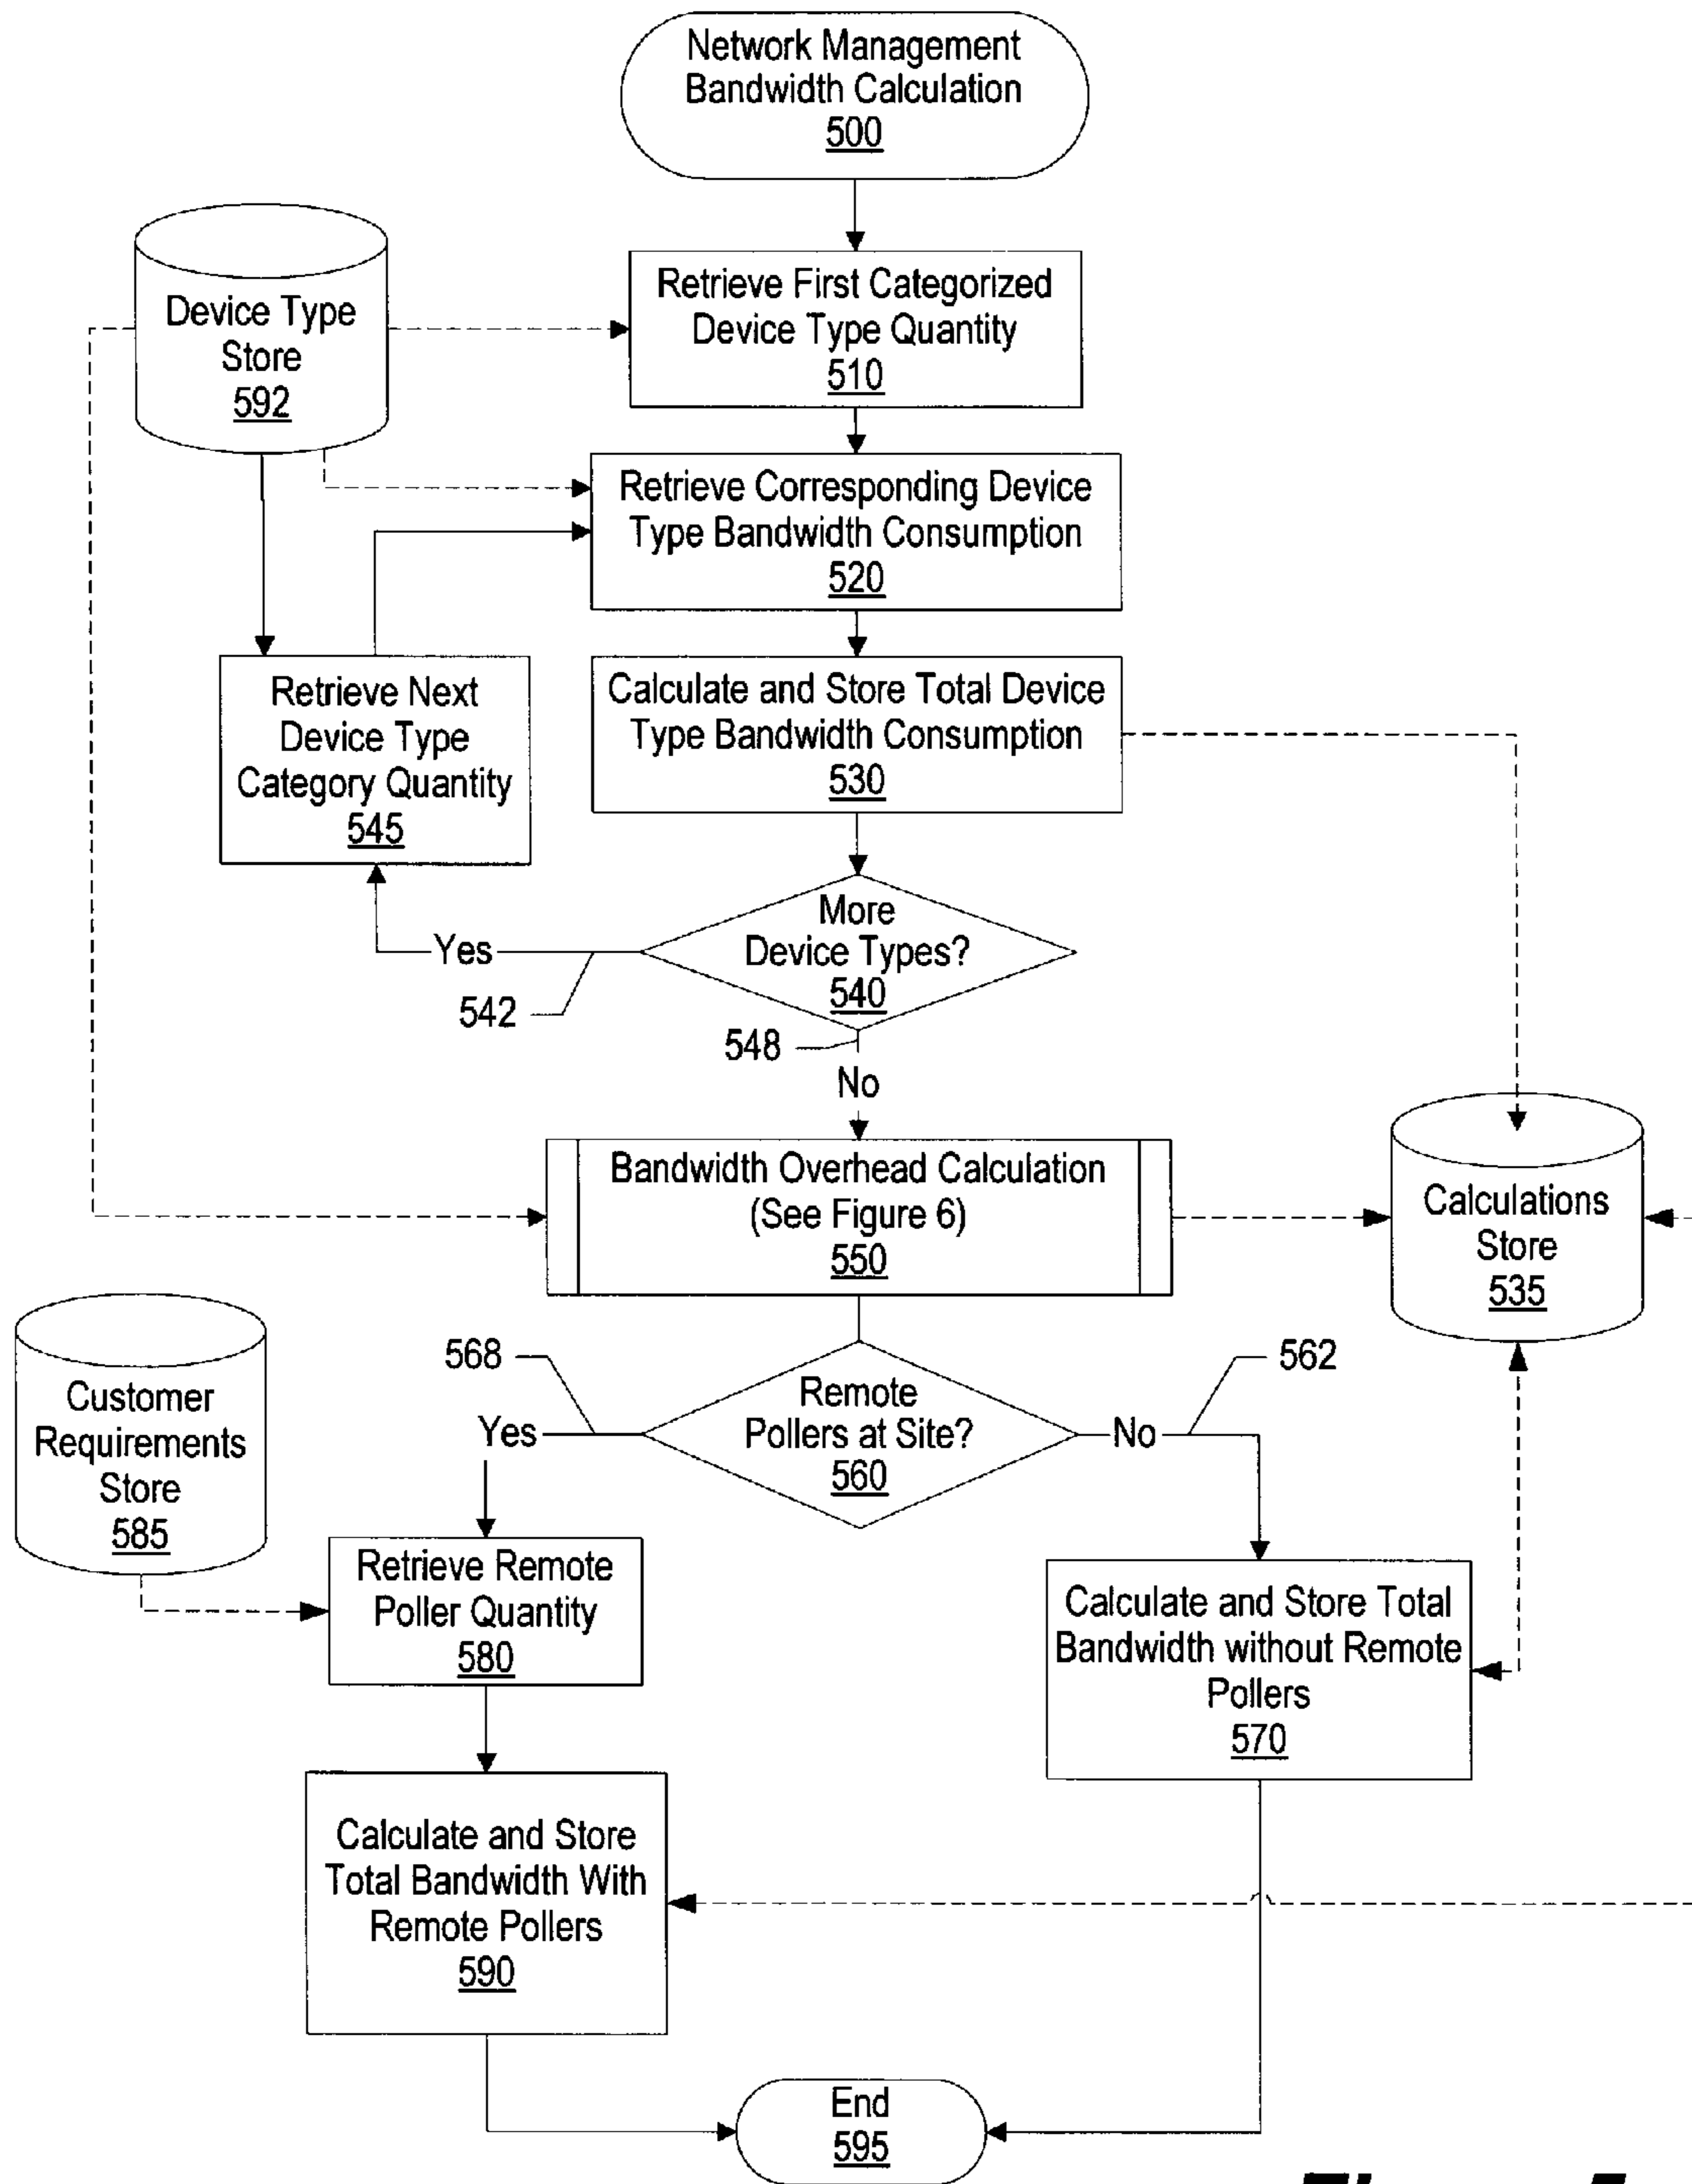 Network Management
Bandwidth Calculation
500
Device Type
Store
592
Retrieve First Categorized
Device Type Quantity
510
Retrieve Corresponding Device
Type Bandwidth Consumption
520
Retrieve Next
Device Type
Category Quantity
545
Calculate and Store Total Device
Type Bandwidth Consumption
530
More
Device Types?
540
Yes
542
548
No
Bandwidth Overhead Calculation
(See Figure 6)
550
Calculations
Store
535
Customer
Requirements
Store
585
568
562
Remote
Pollers at Site?
560
Yes
No
Retrieve Remote
Poller Quantity
580
Calculate and Store Total
Bandwidth without Remote
Pollers
570
Calculate and Store
Total Bandwidth With
Remote Pollers
590
End
595